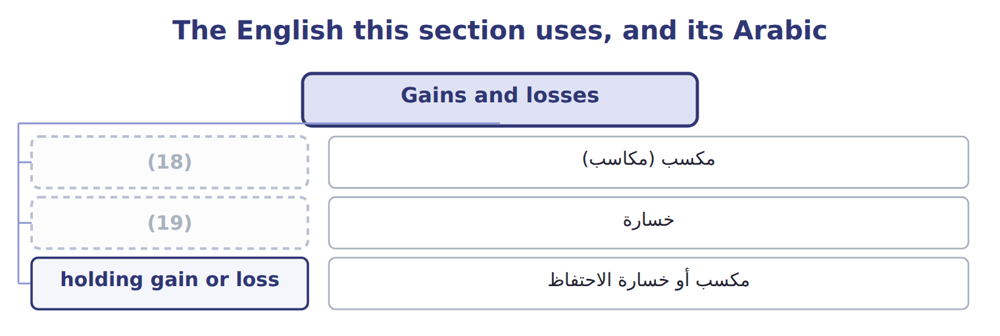 The English this section uses, and its Arabic
Gains and losses
(18)
مكسب (مكاسب)
(19)
خسارة
holding gain or loss
مكسب أو خسارة الاحتفاظ